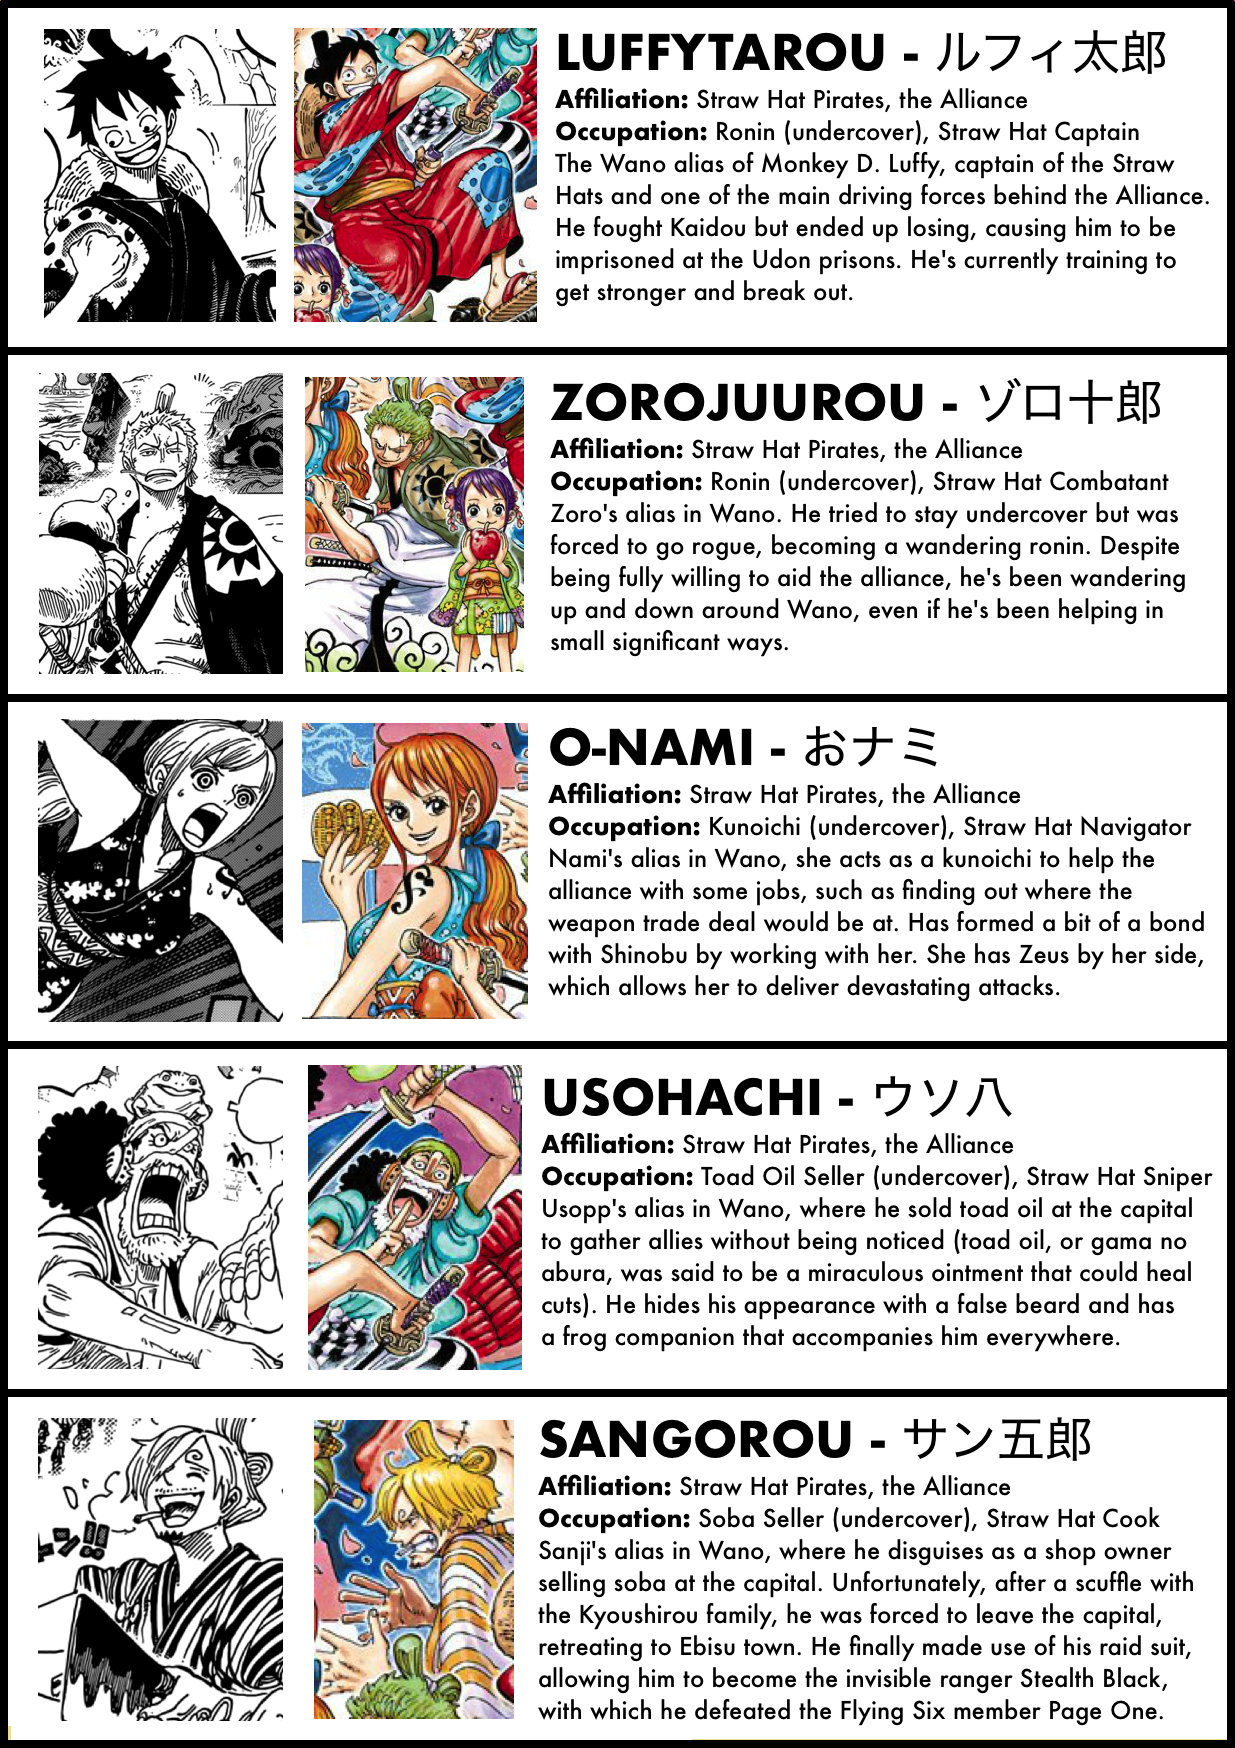 LUFFYTAROU - ルフィ太郎
Affiliation: Straw Hat Pirates, the Alliance
Occupation: Ronin (undercover), Straw Hat Captain
The Wano alias of Monkey D. Luffy, captain of the Straw
Hats and one of the main driving forces behind the Alliance.
He fought Kaidou but ended up losing, causing him to be
imprisoned at the Udon prisons. He's currently training to
get stronger and break out.
ZOROJUUROU - ゾロ十郎
Affiliation: Straw Hat Pirates, the Alliance
Occupation: Ronin (undercover), Straw Hat Combatant
Zoro's alias in Wano. He tried to stay undercover but was
forced to go rogue, becoming a wandering ronin. Despite
being fully willing to aid the alliance, he's been wandering
up and down around Wano, even if he's been helping in
small significant ways.
O-NAMI - おナミ
Affiliation: Straw Hat Pirates, the Alliance
Occupation: Kunoichi (undercover), Straw Hat Navigator
Nami's alias in Wano, she acts as a kunoichi to help the
alliance with some jobs, such as finding out where the
weapon trade deal would be at. Has formed a bit of a bond
with Shinobu by working with her. She has Zeus by her side,
which allows her to deliver devastating attacks.
USOHACHI - ウソ八
Affiliation: Straw Hat Pirates, the Alliance
Occupation: Toad Oil Seller (undercover), Straw Hat Sniper
Usopp's alias in Wano, where he sold toad oil at the capital
to gather allies without being noticed (toad oil, or gama no
abura, was said to be a miraculous ointment that could heal
cuts). He hides his appearance with a false beard and has
a frog companion that accompanies him everywhere.
SANGOROU - サン五郎
Affiliation: Straw Hat Pirates, the Alliance
Occupation: Soba Seller (undercover), Straw Hat Cook
Sanji's alias in Wano, where he disguises as a shop owner
selling soba at the capital. Unfortunately, after a scuffle with
the Kyoushirou family, he was forced to leave the capital,
retreating to Ebisu town. He finally made use of his raid suit,
allowing him to become the invisible ranger Stealth Black,
with which he defeated the Flying Six member Page One.